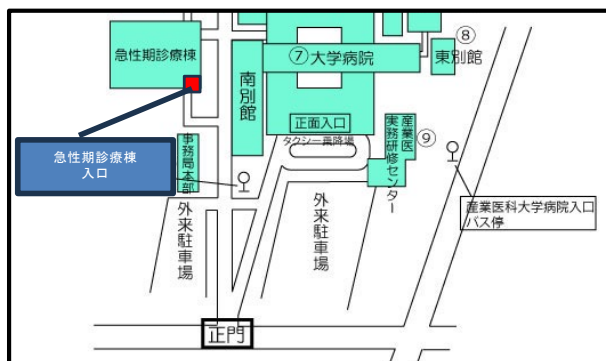 急性期診療棟
⑦大学病院
⑧
東別館
南別館
正面入口
タクシー乗降場
産業医
実務研修センター
⑨
急性期診療棟
入口
事務局本部
外来駐車場
外来駐車場
産業医科大学病院入口
バス停
正門